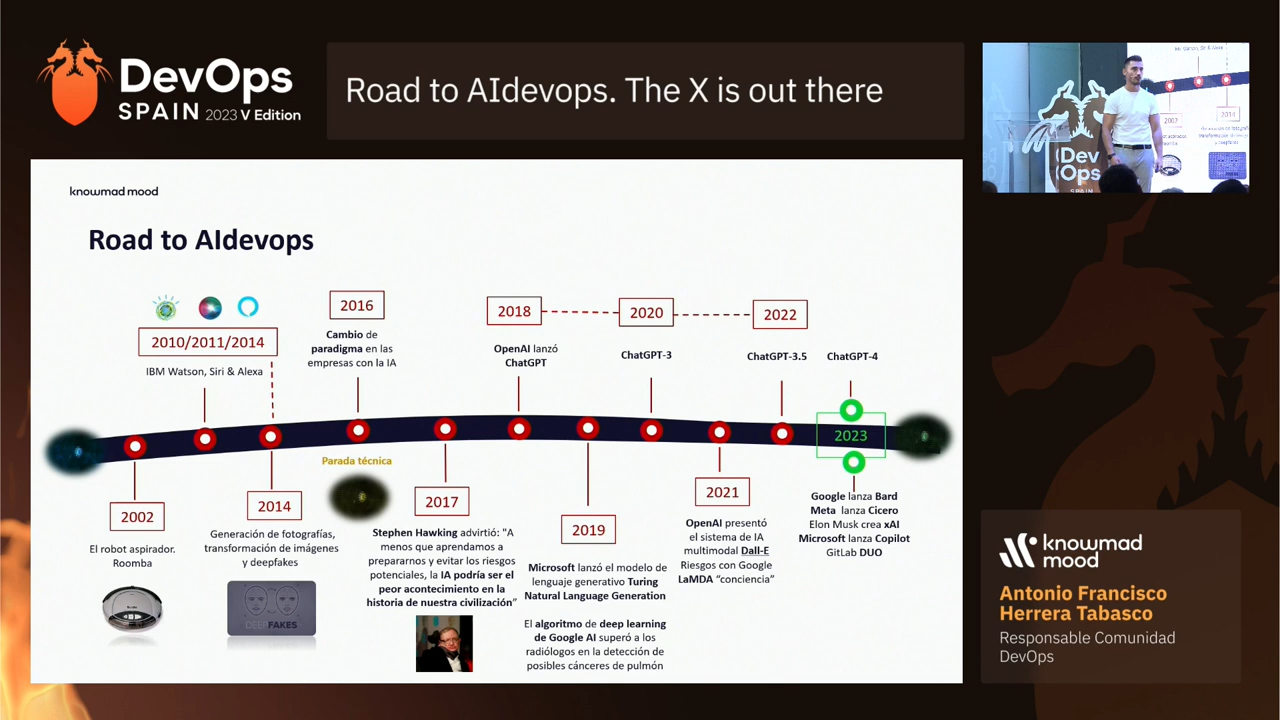 DevOps
SPAIN 2023 V Edition
Road to AIdevops. The X is out there
knowmad mood
Road to AIdevops
2010/2011/2014
IBM Watson, Siri & Alexa
2016
Cambio de
paradigma en las
empresas con la IA
2018
OpenAI lanzó
ChatGPT
2020
ChatGPT-3
2022
ChatGPT-3.5
ChatGPT-4
2023
Parada técnica
2002
El robot aspirador.
Roomba
2014
Generación de fotografías,
transformación de imágenes
y deepfakes
DEEPFAKES
2017
Stephen Hawking advirtió: "A
menos que aprendamos a
prepararnos y evitar los riesgos
potenciales, la IA podría ser el
peor acontecimiento en la
historia de nuestra civilización"
2019
Microsoft lanzó el modelo de
lenguaje generativo Turing
Natural Language Generation
El algoritmo de deep learning
de Google AI superó a los
radiólogos en la detección de
posibles cánceres de pulmón
2021
OpenAI presentó
el sistema de IA
multimodal Dall-E
Riesgos con Google
LaMDA “conciencia”
Google lanza Bard
Meta lanza Cicero
Elon Musk crea xAI
Microsoft lanza Copilot
GitLab DUO
Dev
Ops
SPAIN
2002
2014
knowmad
mood
Antonio Francisco
Herrera Tabasco
Responsable Comunidad
DevOps